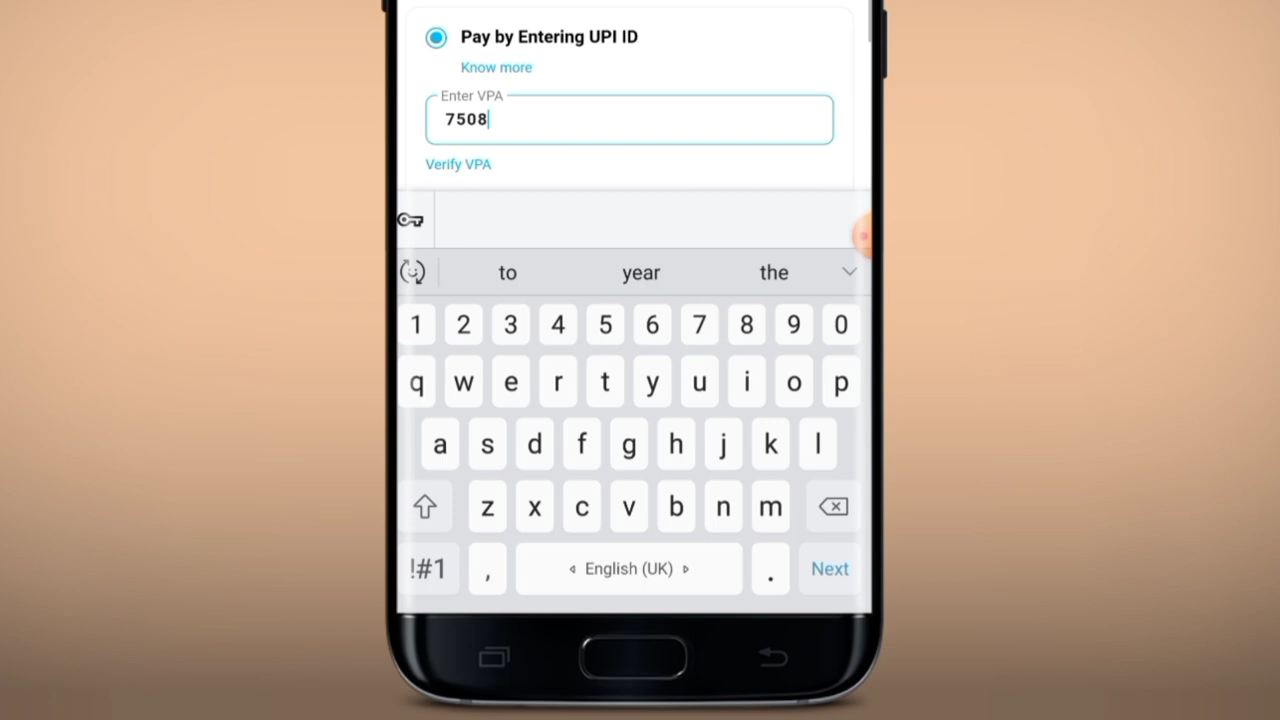 Pay by Entering UPI ID
Know more
Enter VPA
7508
Verify VPA
to year the
1 2 3 4 5 6 7 8 9 0
q w e r t y u i o p
a s d f g h j k l
z x c v b n m
!#1 , English (UK) . Next